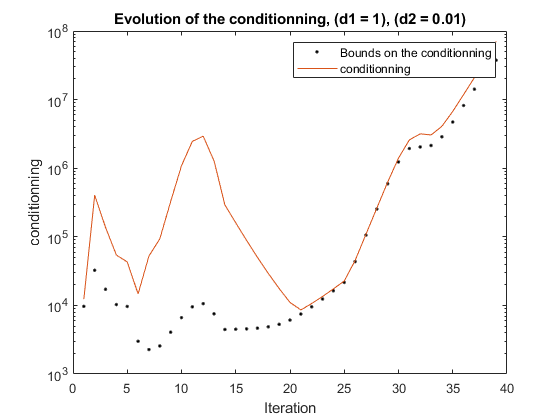 Evolution of the conditionning, (d1 = 1), (d2 = 0.01)
10^8
Bounds on the conditionning
conditionning
10^7
10^6
10^5
10^4
10^3
conditionning
0 5 10 15 20 25 30 35 40
Iteration